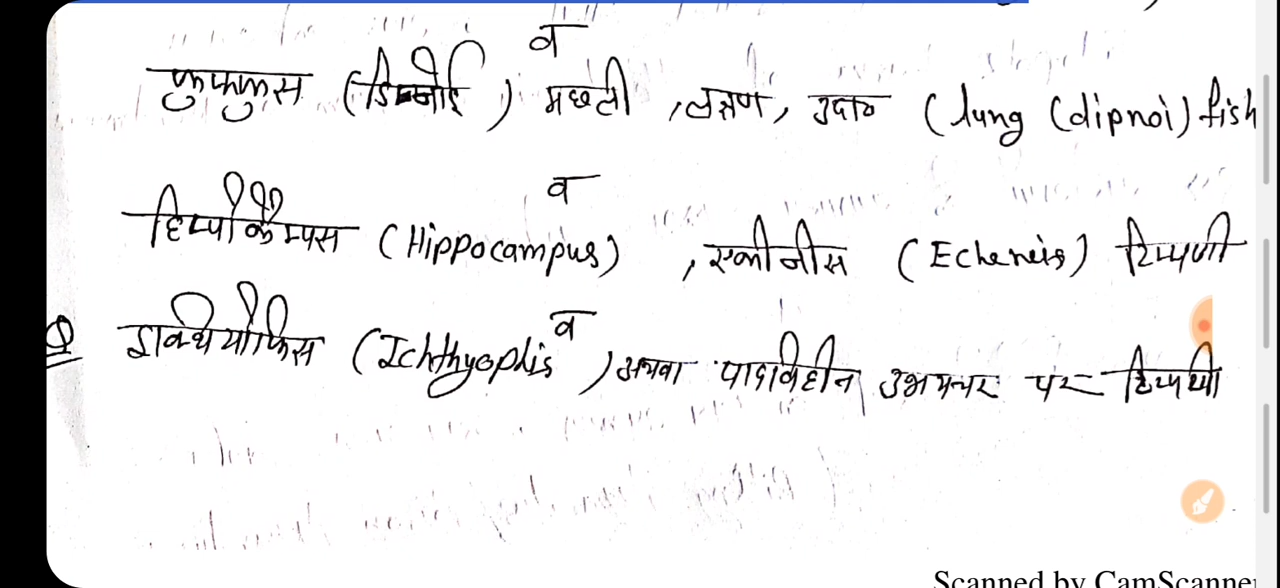 फुफ्फुस (डिप्नोई) व मछली, लक्षण, उदा० (lung (dipnoi) fish
हिप्पोकैम्पस (Hippocampus) व, एकीनीस (Echeneis) टिप्पणी
Q इक्थियोफिस (Ichthyophis) व अथवा पादविहीन उभयचर पर टिप्पणी
Scanned by CamScanner